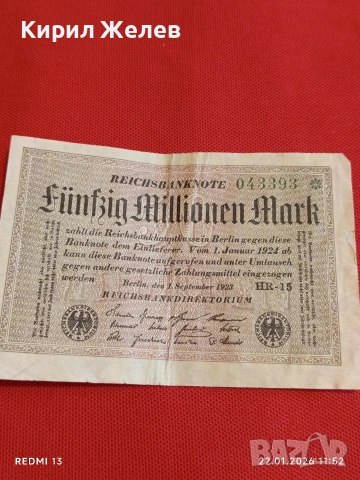 Кирил Желев
REICHSBANKNOTE 043393 *
Fünfzig Millionen Mark
zahlt die Reichsbankhauptkasse in Berlin gegen diese
Banknote dem Einlieferer. Vom 1. Januar 1924 ab
kann diese Banknote aufgerufen und unter Umtausch
gegen andere gesetzliche Zahlungsmittel eingezogen
werden
Berlin, den 1. September 1923 HR-15
REICHSBANKDIREKTORIUM
REDMI 13
22.01.2026 11:52
BAZAR